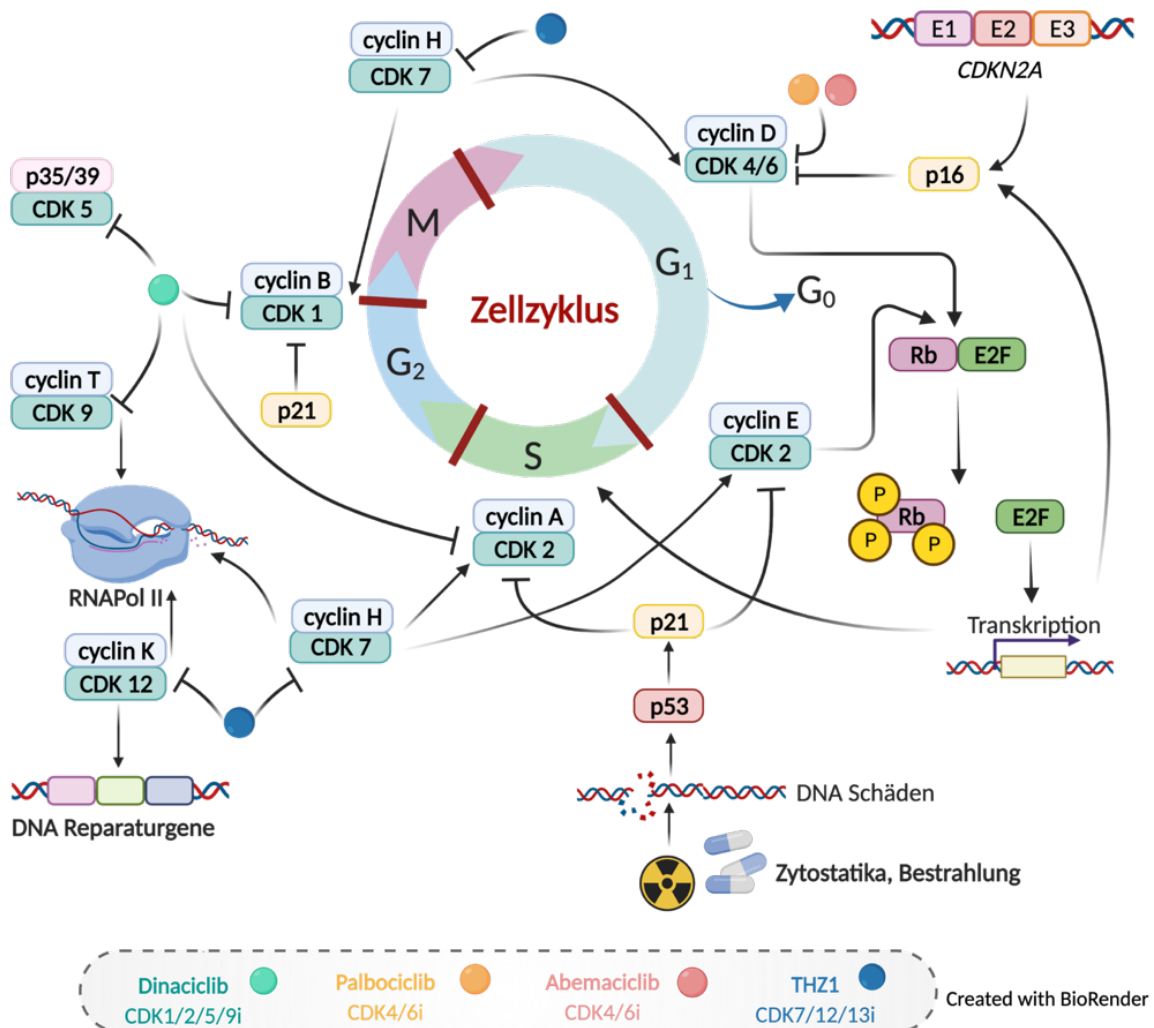 cyclin H
CDK 7
E1 E2 E3
CDKN2A
cyclin D
CDK 4/6
p16
p35/39
CDK 5
M
G1
G0
cyclin B
CDK 1
Zellzyklus
Rb E2F
G2
cyclin T
CDK 9
p21
cyclin E
CDK 2
S
P
Rb
P
P
E2F
cyclin A
CDK 2
RNAPol II
cyclin H
CDK 7
p21
Transkription
cyclin K
CDK 12
p53
DNA Schäden
DNA Reparaturgene
Zytostatika, Bestrahlung
Dinaciclib
CDK1/2/5/9i
Palbociclib
CDK4/6i
Abemaciclib
CDK4/6i
THZ1
CDK7/12/13i
Created with BioRender